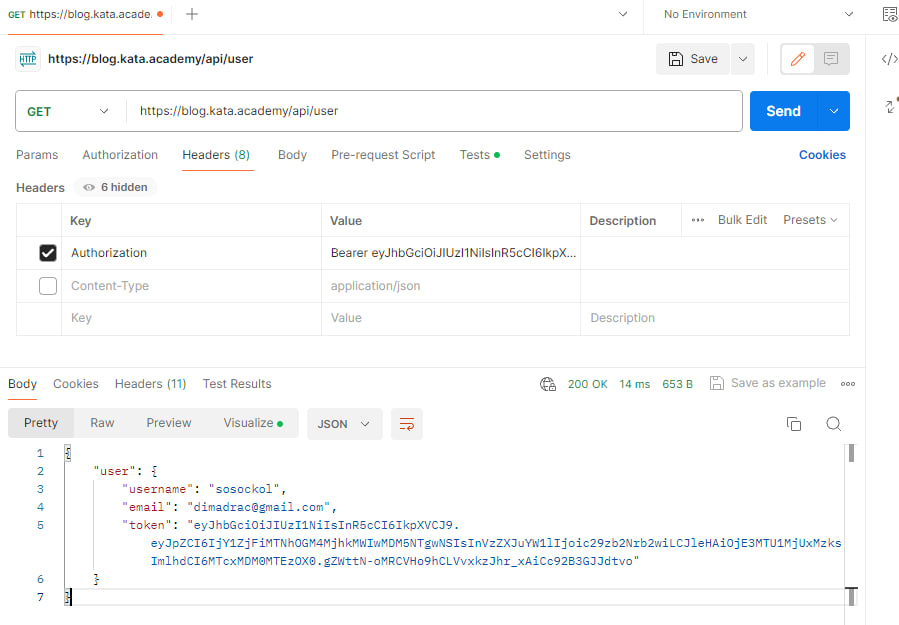 GET https://blog.kata.acade.
No Environment
HTTP https://blog.kata.academy/api/user
Save
GET https://blog.kata.academy/api/user Send
Params Authorization Headers (8) Body Pre-request Script Tests Settings Cookies
Headers 6 hidden
Key Value Description Bulk Edit Presets
Authorization Bearer eyJhbGciOiJIUzI1NiIsInR5cCI6IkpX...
Content-Type application/json
Key Value Description
Body Cookies Headers (11) Test Results 200 OK 14 ms 653 B Save as example
Pretty Raw Preview Visualize JSON
1 {
2 "user": {
3 "username": "sosockol",
4 "email": "dimadrac@gmail.com",
5 "token": "eyJhbGciOiJIUzI1NiIsInR5cCI6IkpXVCJ9.
eyJpZCI6IjY1ZjFiMTNhOGM4MjhkMWIwMDM5NTgwNSIsInVzZXJuYW1lIjoic29zb2Nrb2wiLCJleHAiOjE3MTU1MjUxMzks
ImlhdCI6MTcxMDM0MTEzOX0.gZWttN-oMRCVHo9hCLVvxkzJhr_xAiCc92B3GJJdtvo"
6 }
7 }